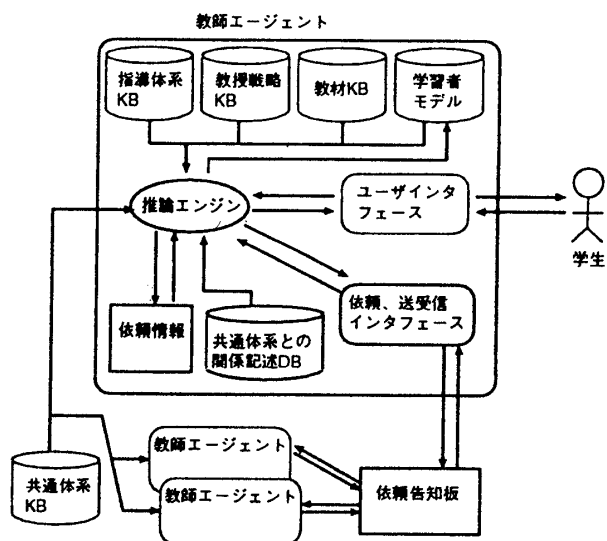 教師エージェント
指導体系
KB
教授戦略
KB
教材KB
学習者
モデル
推論エンジン
ユーザインタ
フェース
学生
依頼情報
共通体系との
関係記述DB
依頼、送受信
インタフェース
教師エージェント
教師エージェント
共通体系
KB
依頼告知板